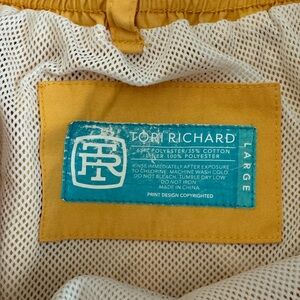 TR
TORI RICHARD
65% POLYESTER/35% COTTON
LINER 100% POLYESTER
RINSE IMMEDIATELY AFTER EXPOSURE
TO CHLORINE. MACHINE WASH COLD
DO NOT BLEACH. TUMBLE DRY LOW
DO NOT IRON
MADE IN CHINA
PRINT DESIGN COPYRIGHTED
LARGE